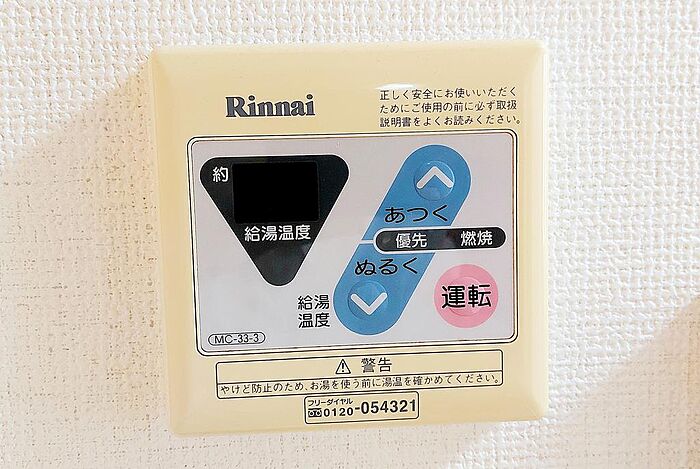 Rinnai
正しく安全にお使いいただく
ためにご使用の前に必ず取扱
説明書をよくお読みください。
約
給湯温度
あつく
優先 燃焼
ぬるく
給湯
温度
運転
MC-33-3
⚠ 警告
やけど防止のため、お湯を使う前に湯温を確かめてください。
フリーダイヤル
0120-054321